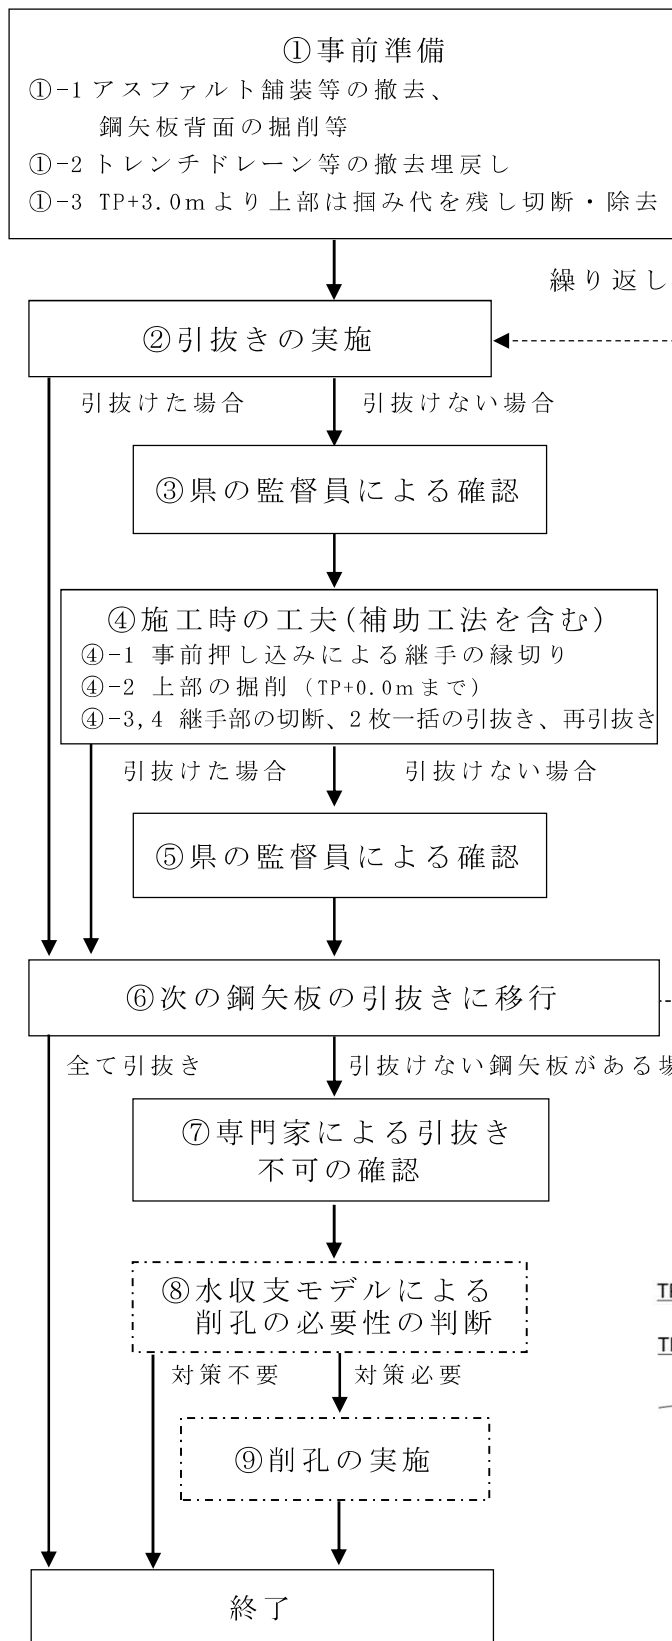 ①事前準備
①-1 アスファルト舗装等の撤去、
鋼矢板背面の掘削等
①-2 トレンチドレーン等の撤去埋戻し
①-3 TP+3.0mより上部は掴み代を残し切断・除去
繰り返し
②引抜きの実施
引抜けた場合 引抜けない場合
③県の監督員による確認
④施工時の工夫(補助工法を含む)
④-1 事前押し込みによる継手の縁切り
④-2 上部の掘削(TP+0.0mまで)
④-3,4 継手部の切断、2枚一括の引抜き、再引抜き
引抜けた場合 引抜けない場合
⑤県の監督員による確認
⑥次の鋼矢板の引抜きに移行
全て引抜き 引抜けない鋼矢板がある場
⑦専門家による引抜き
不可の確認
⑧水収支モデルによる
削孔の必要性の判断
対策不要 対策必要
⑨削孔の実施
終了